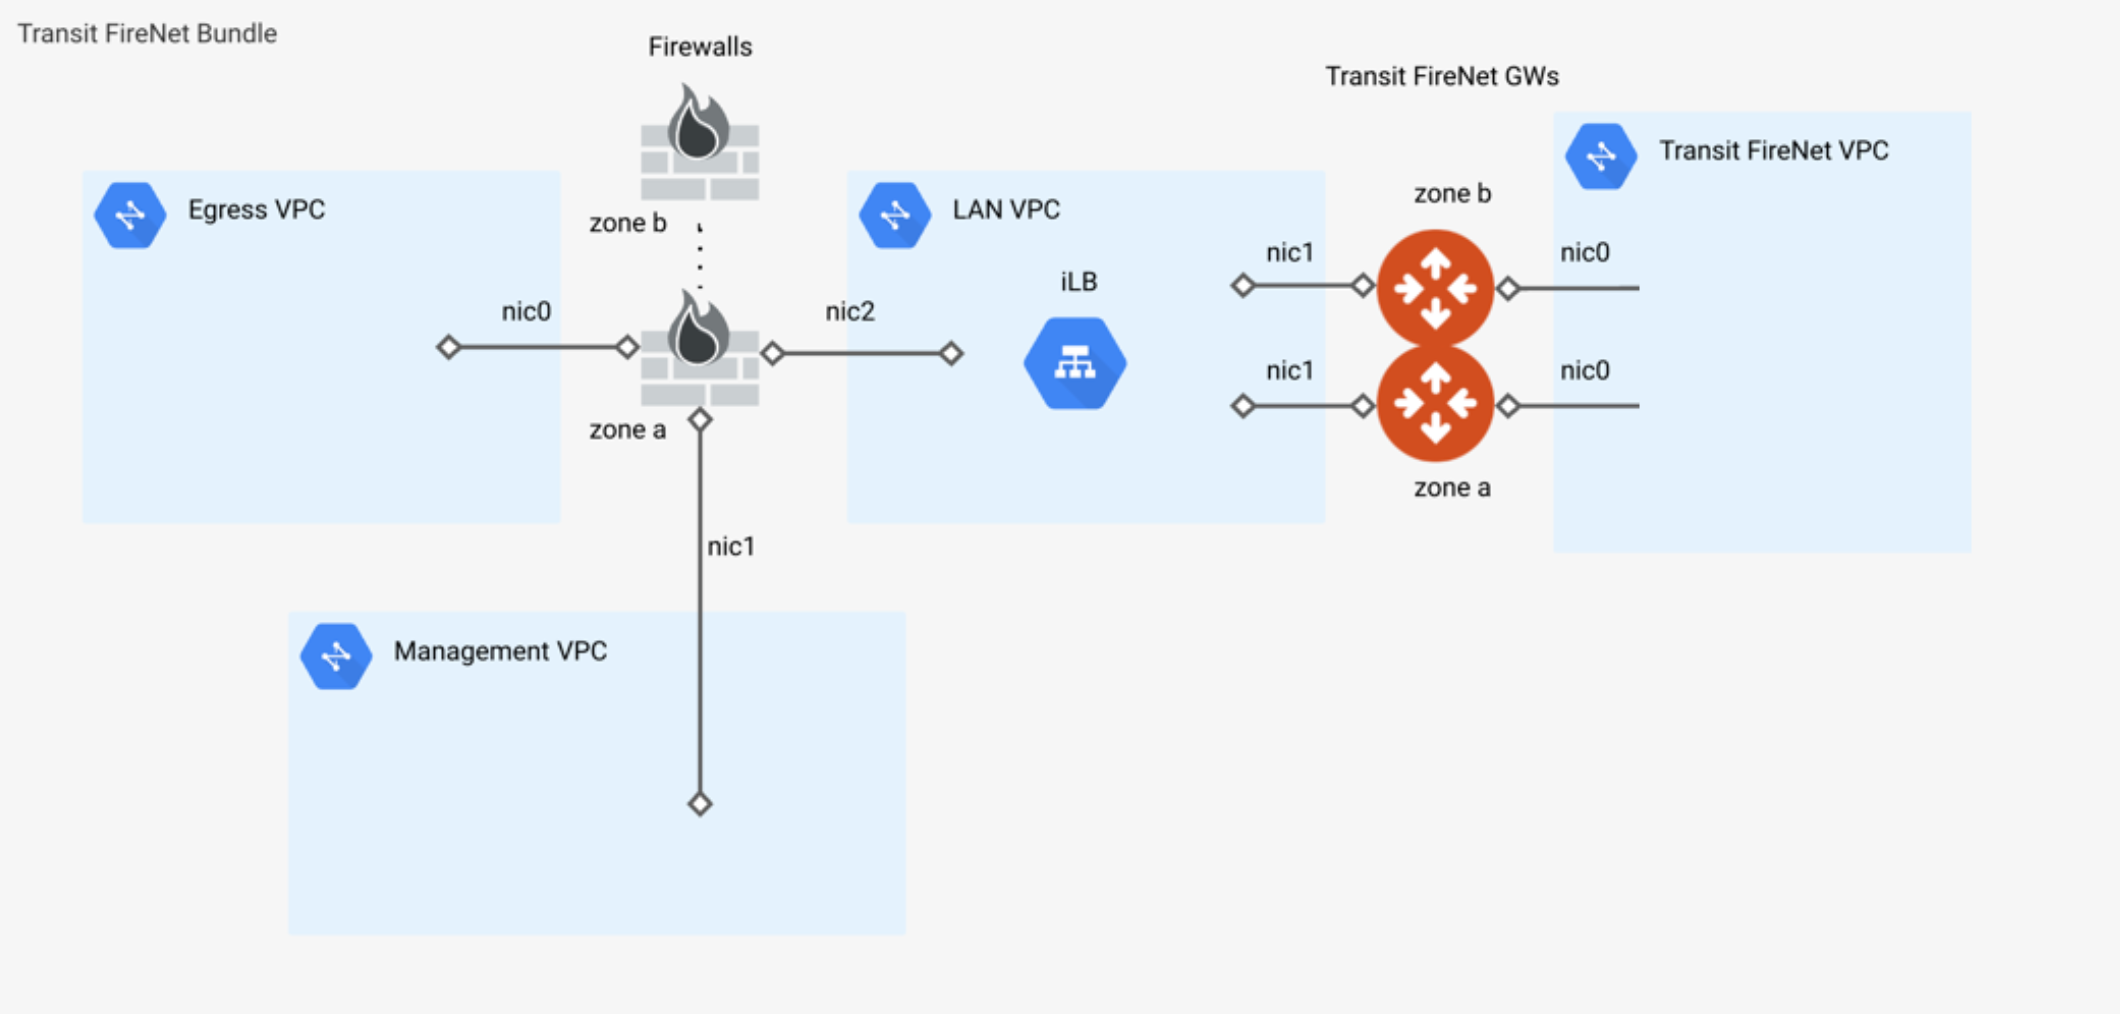 Transit FireNet Bundle
Firewalls
Transit FireNet GWs
Transit FireNet VPC
zone b
Egress VPC
zone b
LAN VPC
nic1
nic0
iLB
nic0
nic2
nic1
nic0
zone a
zone a
nic1
Management VPC